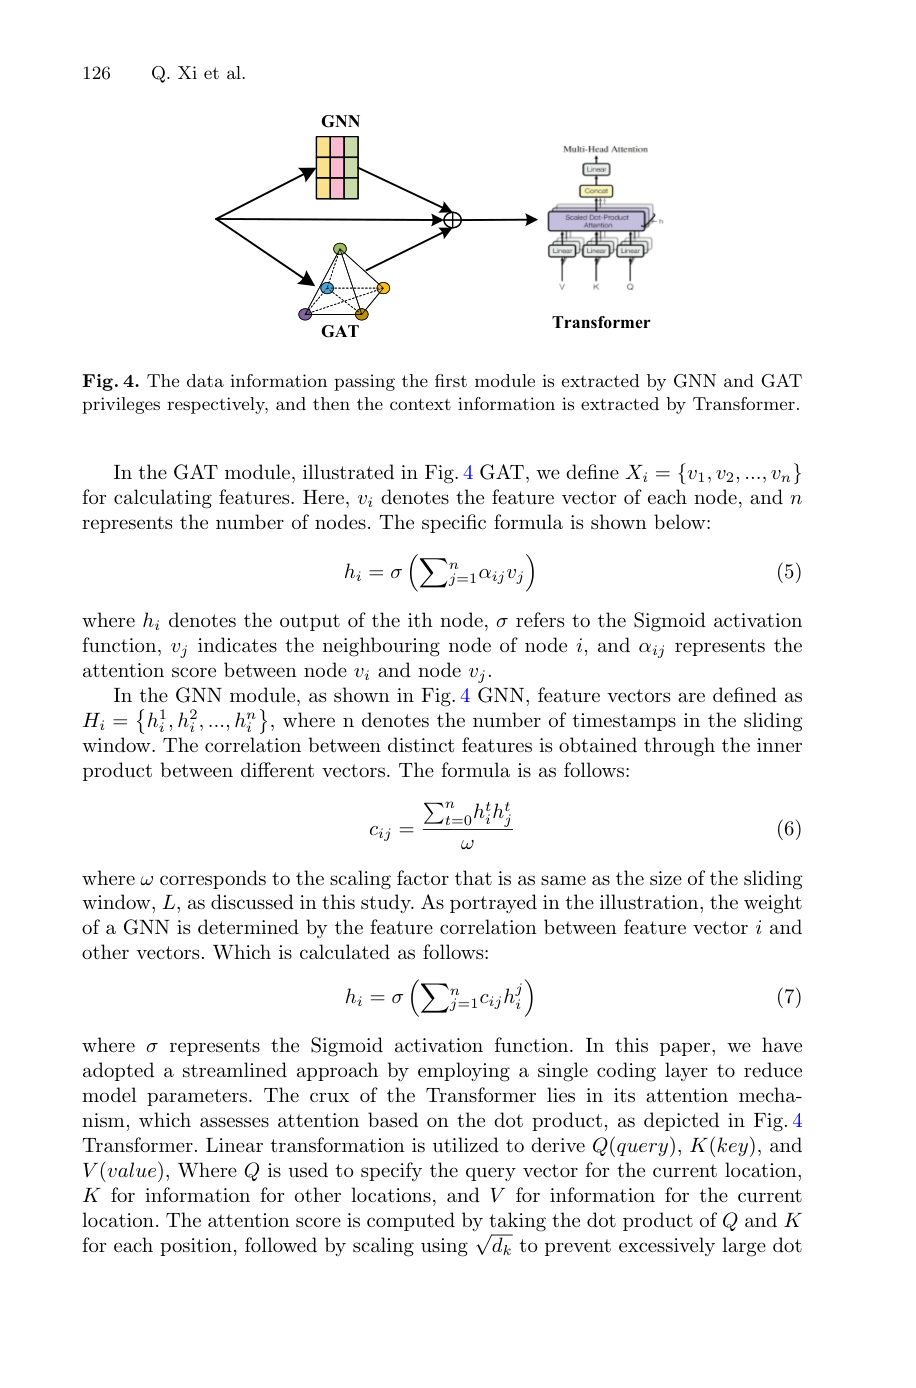 126 Q. Xi et al.
GNN
Multi-Head Attention
Linear
Concat
Scaled Dot-Product
Attention
h
Linear Linear Linear
V K Q
GAT
Transformer
Fig. 4. The data information passing the first module is extracted by GNN and GAT
privileges respectively, and then the context information is extracted by Transformer.
In the GAT module, illustrated in Fig. 4 GAT, we define X_i = {v_1, v_2, ..., v_n}
for calculating features. Here, v_i denotes the feature vector of each node, and n
represents the number of nodes. The specific formula is shown below:
h_i = σ (∑_{j=1}^n α_{ij} v_j) (5)
where h_i denotes the output of the ith node, σ refers to the Sigmoid activation
function, v_j indicates the neighbouring node of node i, and α_{ij} represents the
attention score between node v_i and node v_j.
In the GNN module, as shown in Fig. 4 GNN, feature vectors are defined as
H_i = {h_i^1, h_i^2, ..., h_i^n}, where n denotes the number of timestamps in the sliding
window. The correlation between distinct features is obtained through the inner
product between different vectors. The formula is as follows:
c_{ij} = ∑_{t=0}^n h_i^t h_j^t / ω (6)
where ω corresponds to the scaling factor that is as same as the size of the sliding
window, L, as discussed in this study. As portrayed in the illustration, the weight
of a GNN is determined by the feature correlation between feature vector i and
other vectors. Which is calculated as follows:
h_i = σ (∑_{j=1}^n c_{ij} h_i^j) (7)
where σ represents the Sigmoid activation function. In this paper, we have
adopted a streamlined approach by employing a single coding layer to reduce
model parameters. The crux of the Transformer lies in its attention mecha-
nism, which assesses attention based on the dot product, as depicted in Fig. 4
Transformer. Linear transformation is utilized to derive Q(query), K(key), and
V(value), Where Q is used to specify the query vector for the current location,
K for information for other locations, and V for information for the current
location. The attention score is computed by taking the dot product of Q and K
for each position, followed by scaling using √d_k to prevent excessively large dot